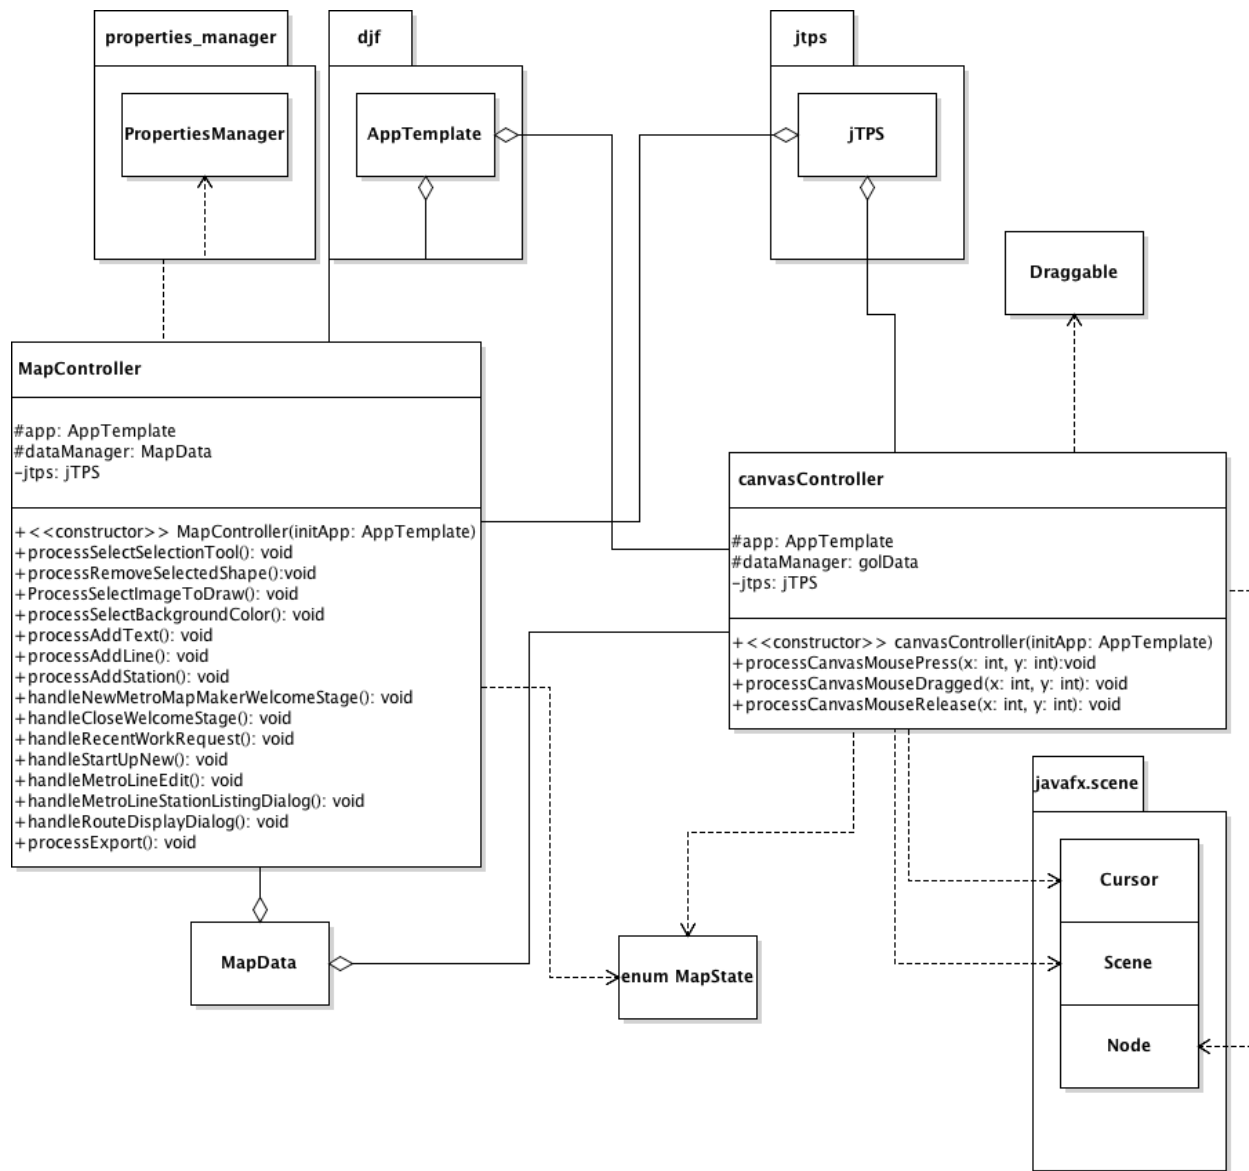 properties_manager
djf
jtps
PropertiesManager
AppTemplate
jTPS
Draggable
MapController
#app: AppTemplate
#dataManager: MapData
-jtps: jTPS
+<<constructor>> MapController(initApp: AppTemplate)
+processSelectSelectionTool(): void
+processRemoveSelectedShape():void
+ProcessSelectImageToDraw(): void
+processSelectBackgroundColor(): void
+processAddText(): void
+processAddLine(): void
+processAddStation(): void
+handleNewMetroMapMakerWelcomeStage(): void
+handleCloseWelcomeStage(): void
+handleRecentWorkRequest(): void
+handleStartUpNew(): void
+handleMetroLineEdit(): void
+handleMetroLineStationListingDialog(): void
+handleRouteDisplayDialog(): void
+processExport(): void
canvasController
#app: AppTemplate
#dataManager: golData
-jtps: jTPS
+<<constructor>> canvasController(initApp: AppTemplate)
+processCanvasMousePress(x: int, y: int):void
+processCanvasMouseDragged(x: int, y: int): void
+processCanvasMouseRelease(x: int, y: int): void
javafx.scene
Cursor
Scene
Node
MapData
enum MapState